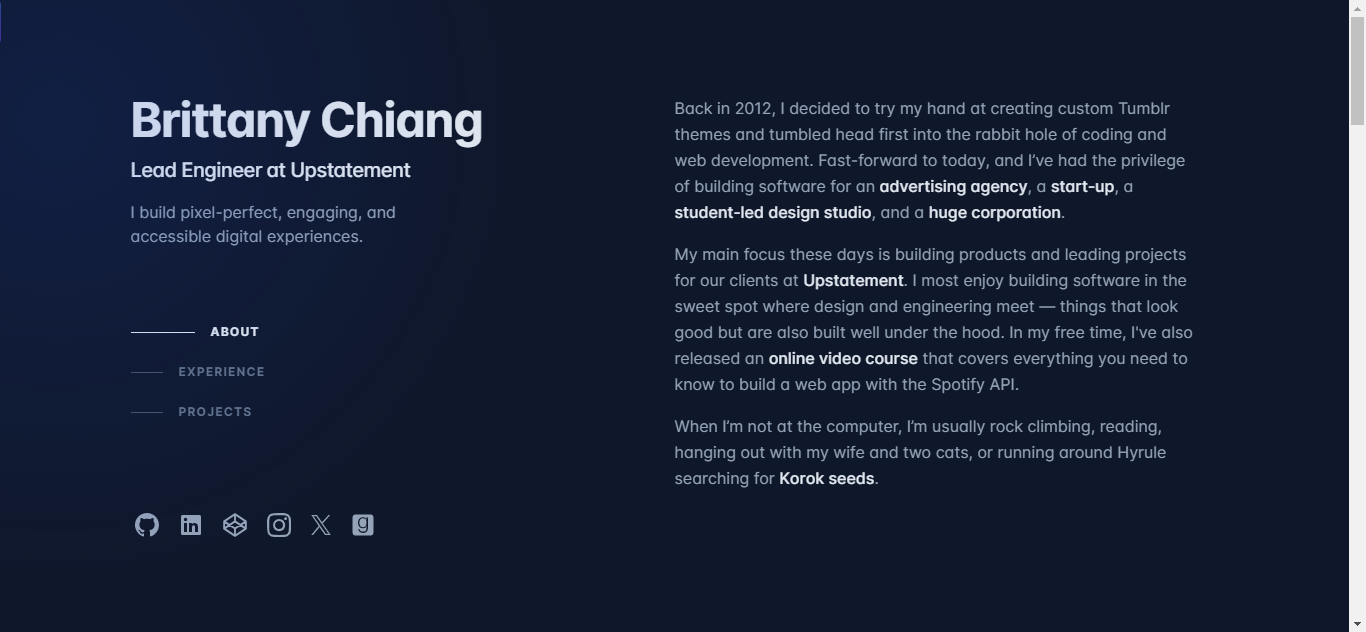 Brittany Chiang
Lead Engineer at Upstatement
I build pixel-perfect, engaging, and
accessible digital experiences.
ABOUT
EXPERIENCE
PROJECTS
Back in 2012, I decided to try my hand at creating custom Tumblr
themes and tumbled head first into the rabbit hole of coding and
web development. Fast-forward to today, and I’ve had the privilege
of building software for an advertising agency, a start-up, a
student-led design studio, and a huge corporation.
My main focus these days is building products and leading projects
for our clients at Upstatement. I most enjoy building software in the
sweet spot where design and engineering meet — things that look
good but are also built well under the hood. In my free time, I've also
released an online video course that covers everything you need to
know to build a web app with the Spotify API.
When I’m not at the computer, I’m usually rock climbing, reading,
hanging out with my wife and two cats, or running around Hyrule
searching for Korok seeds.